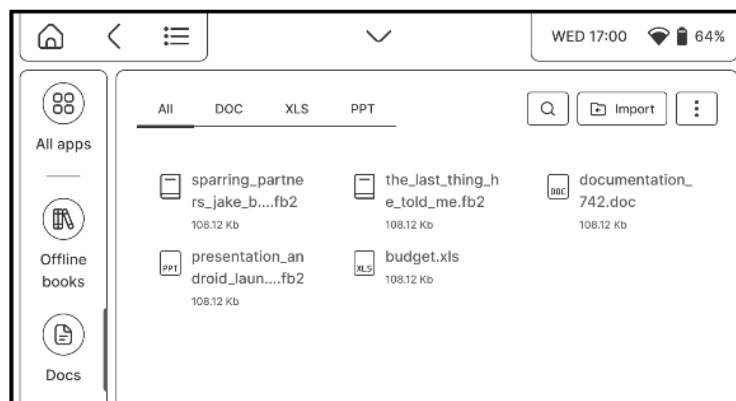 WED 17:00 64%
All apps
Offline
books
Docs
All DOC XLS PPT Import
sparring_partne
rs_jake_b....fb2
108.12 Kb
the_last_thing_h
e_told_me.fb2
108.12 Kb
DOC
documentation_
742.doc
108.12 Kb
PPT
presentation_an
droid_laun....fb2
108.12 Kb
XLS
budget.xls
108.12 Kb